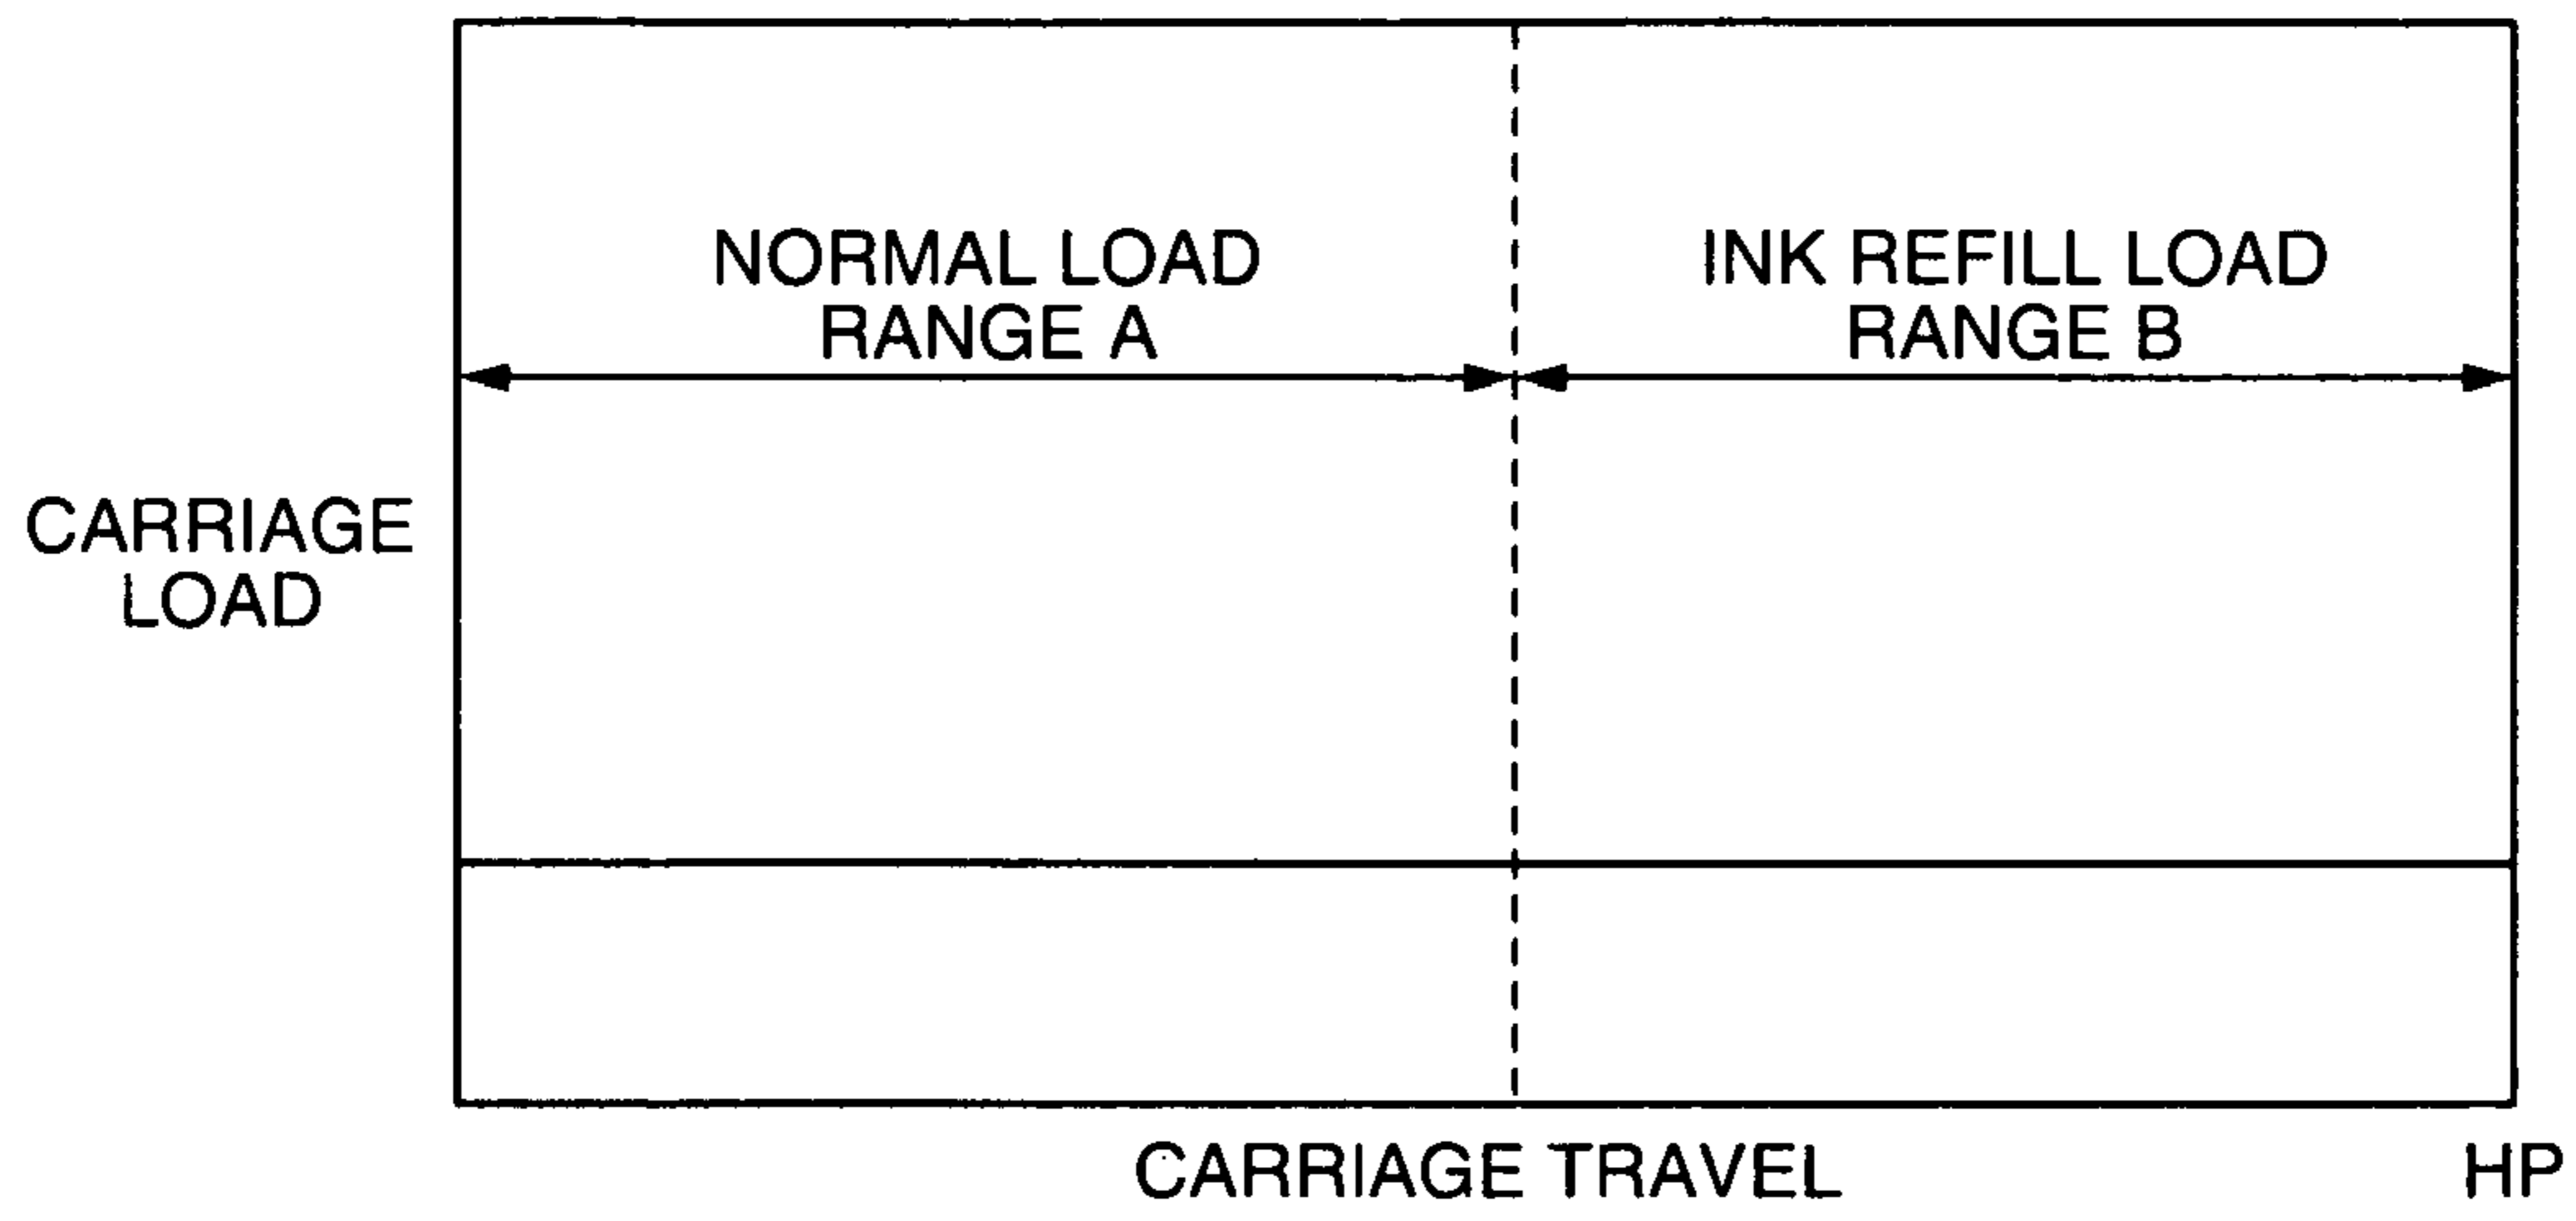 NORMAL LOAD
RANGE A
INK REFILL LOAD
RANGE B
CARRIAGE
LOAD
CARRIAGE TRAVEL
HP